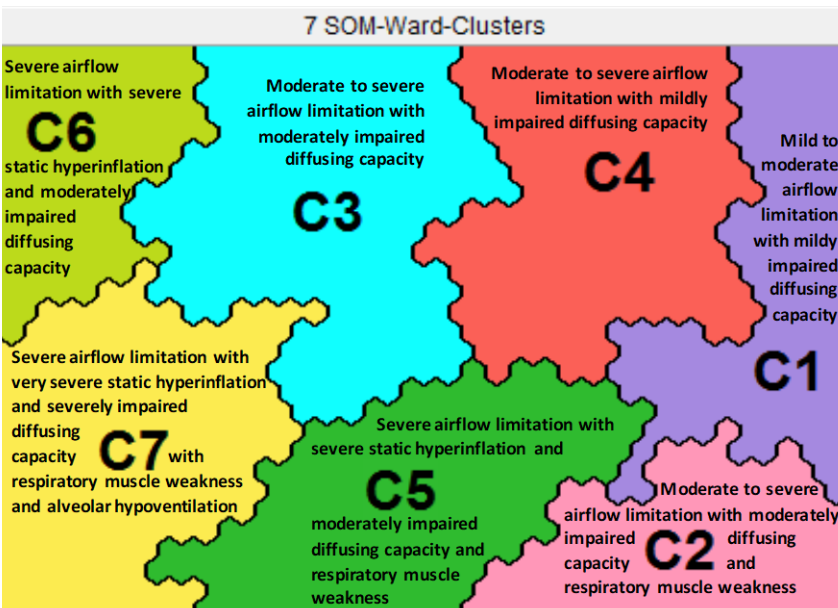 7 SOM-Ward-Clusters
Severe airflow
limitation with severe
C6
static hyperinflation
and moderately
impaired
diffusing
capacity
Moderate to severe
airflow limitation with
moderately impaired
diffusing capacity
C3
Moderate to severe airflow
limitation with mildly
impaired diffusing capacity
C4
Mild to
moderate
airflow
limitation
with mildy
impaired
diffusing
capacity
C1
Severe airflow limitation with
very severe static hyperinflation
and severely impaired
diffusing
capacity C7 with
respiratory muscle weakness
and alveolar hypoventilation
Severe airflow limitation with
severe static hyperinflation and
C5
moderately impaired
diffusing capacity and
respiratory muscle
weakness
Moderate to severe
airflow limitation with moderately
impaired C2 diffusing
capacity and
respiratory muscle weakness